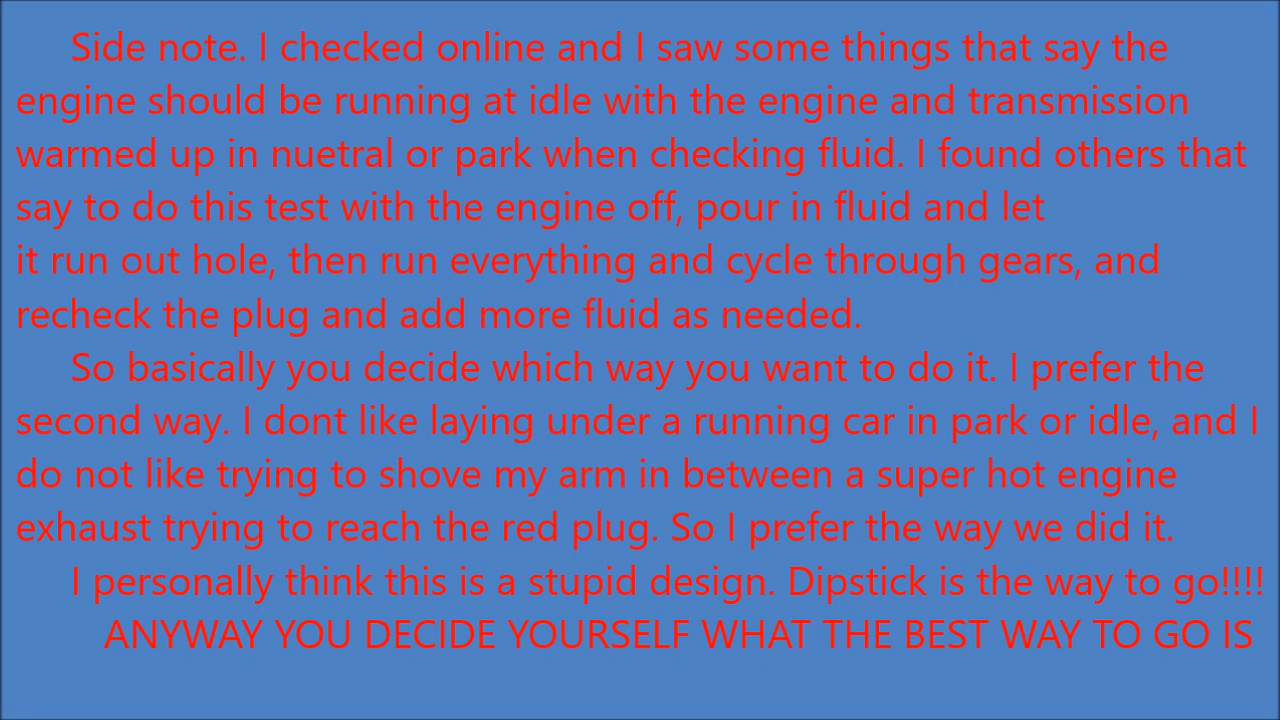 Side note. I checked online and I saw some things that say the
engine should be running at idle with the engine and transmission
warmed up in nuetral or park when checking fluid. I found others that
say to do this test with the engine off, pour in fluid and let
it run out hole, then run everything and cycle through gears, and
recheck the plug and add more fluid as needed.
So basically you decide which way you want to do it. I prefer the
second way. I dont like laying under a running car in park or idle, and I
do not like trying to shove my arm in between a super hot engine
exhaust trying to reach the red plug. So I prefer the way we did it.
I personally think this is a stupid design. Dipstick is the way to go!!!!
ANYWAY YOU DECIDE YOURSELF WHAT THE BEST WAY TO GO IS